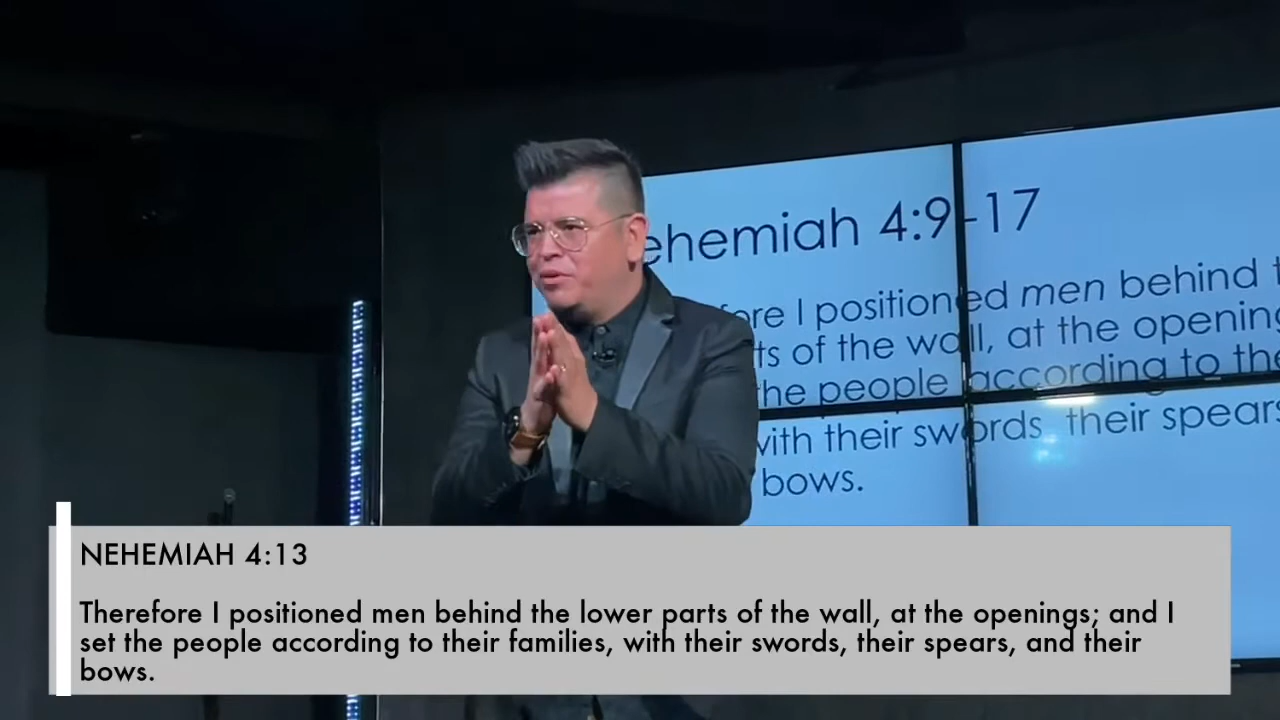 ehemiah 4:9-17
ore I positioned men behind
ts of the wall, at the opening
the people according to the
with their swords, their spears
bows.
NEHEMIAH 4:13
Therefore I positioned men behind the lower parts of the wall, at the openings; and I
set the people according to their families, with their swords, their spears, and their
bows.